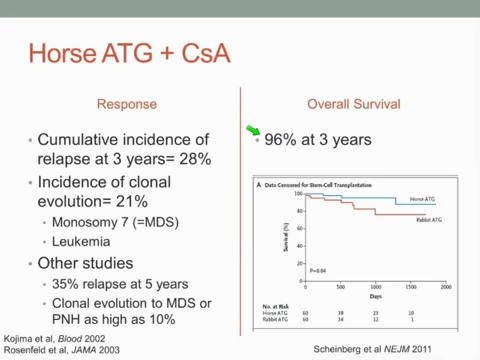 Horse ATG + CsA
Response
• Cumulative incidence of
relapse at 3 years= 28%
• Incidence of clonal
evolution= 21%
• Monosomy 7 (=MDS)
• Leukemia
• Other studies
• 35% relapse at 5 years
• Clonal evolution to MDS or
PNH as high as 10%
Kojima et al, Blood 2002
Rosenfeld et al, JAMA 2003
Overall Survival
• 96% at 3 years
A Data Censored for Stem-Cell Transplantation
100
80
60
40
20
0
Survival (%)
Horse ATG
Rabbit ATG
P=0.04
0 500 1000 1500 2000
Days
No. at Risk
Horse ATG 60 39 23 10
Rabbit ATG 60 34 12 1
Scheinberg et al NEJM 2011